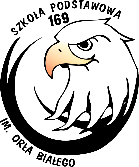 SZKOŁA PODSTAWOWA
169
IM. ORŁA BIAŁEGO